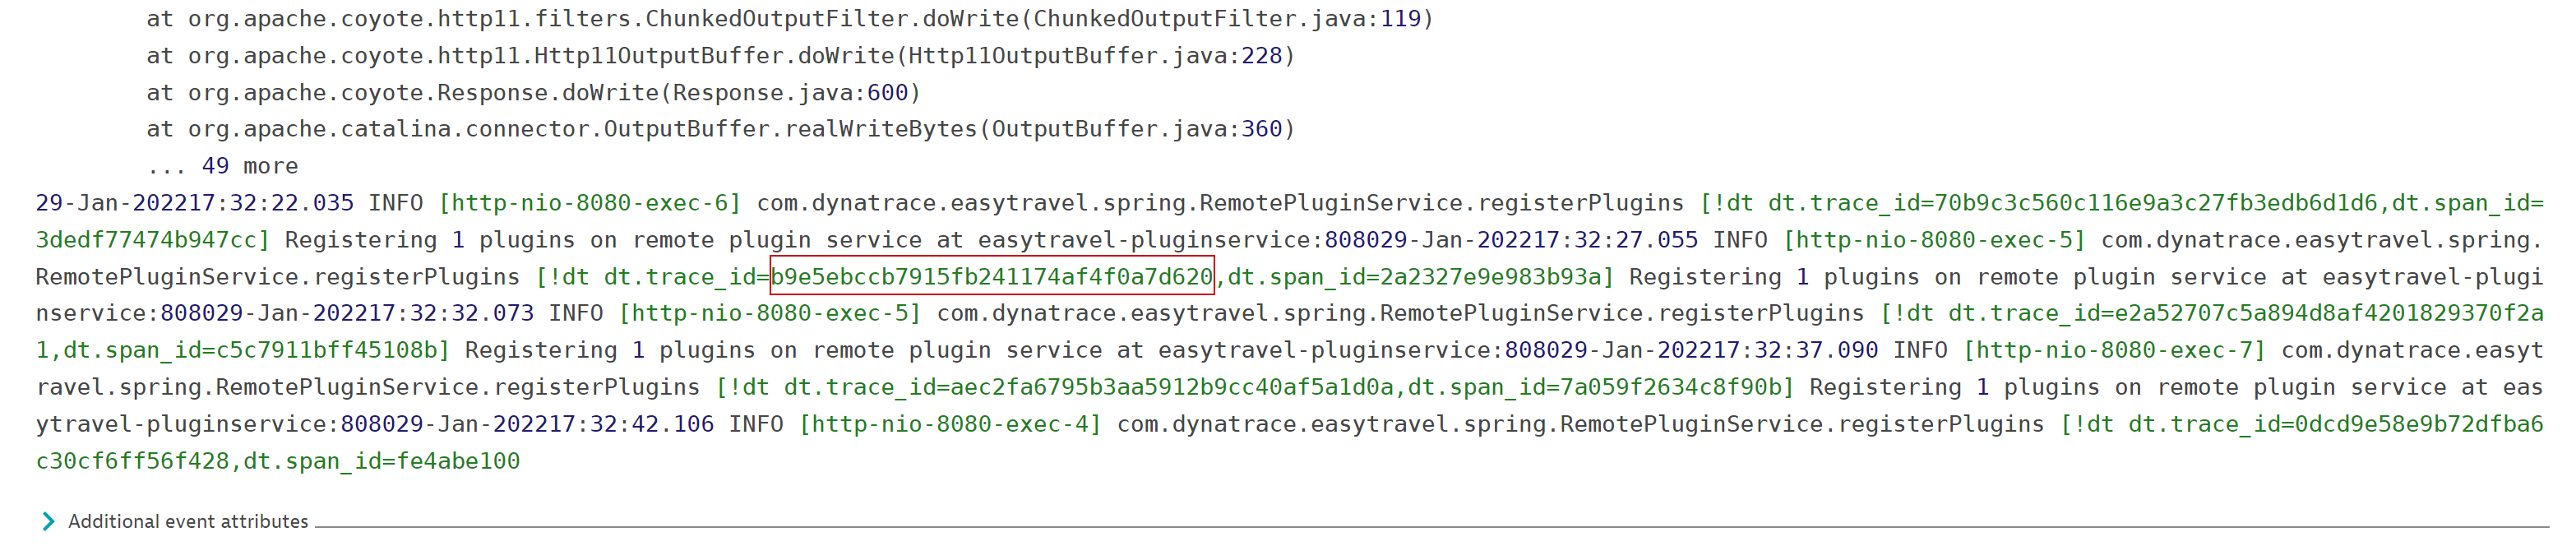 at org.apache.coyote.http11.filters.ChunkedOutputFilter.doWrite(ChunkedOutputFilter.java:119)
at org.apache.coyote.http11.Http11OutputBuffer.doWrite(Http11OutputBuffer.java:228)
at org.apache.coyote.Response.doWrite(Response.java:600)
at org.apache.catalina.connector.OutputBuffer.realWriteBytes(OutputBuffer.java:360)
... 49 more
29-Jan-202217:32:22.035 INFO [http-nio-8080-exec-6] com.dynatrace.easytravel.spring.RemotePluginService.registerPlugins [!dt dt.trace_id=70b9c3c560c116e9a3c27fb3edb6d1d6,dt.span_id=
3dedf77474b947cc] Registering 1 plugins on remote plugin service at easytravel-pluginservice:808029-Jan-202217:32:27.055 INFO [http-nio-8080-exec-5] com.dynatrace.easytravel.spring.
RemotePluginService.registerPlugins [!dt dt.trace_id=b9e5ebccb7915fb241174af4f0a7d620,dt.span_id=2a2327e9e983b93a] Registering 1 plugins on remote plugin service at easytravel-plugi
nservice:808029-Jan-202217:32:32.073 INFO [http-nio-8080-exec-5] com.dynatrace.easytravel.spring.RemotePluginService.registerPlugins [!dt dt.trace_id=e2a52707c5a894d8af4201829370f2a
1,dt.span_id=c5c7911bff45108b] Registering 1 plugins on remote plugin service at easytravel-pluginservice:808029-Jan-202217:32:37.090 INFO [http-nio-8080-exec-7] com.dynatrace.easyt
ravel.spring.RemotePluginService.registerPlugins [!dt dt.trace_id=aec2fa6795b3aa5912b9cc40af5a1d0a,dt.span_id=7a059f2634c8f90b] Registering 1 plugins on remote plugin service at eas
ytravel-pluginservice:808029-Jan-202217:32:42.106 INFO [http-nio-8080-exec-4] com.dynatrace.easytravel.spring.RemotePluginService.registerPlugins [!dt dt.trace_id=0dcd9e58e9b72dfba6
c30cf6ff56f428,dt.span_id=fe4abe100
Additional event attributes